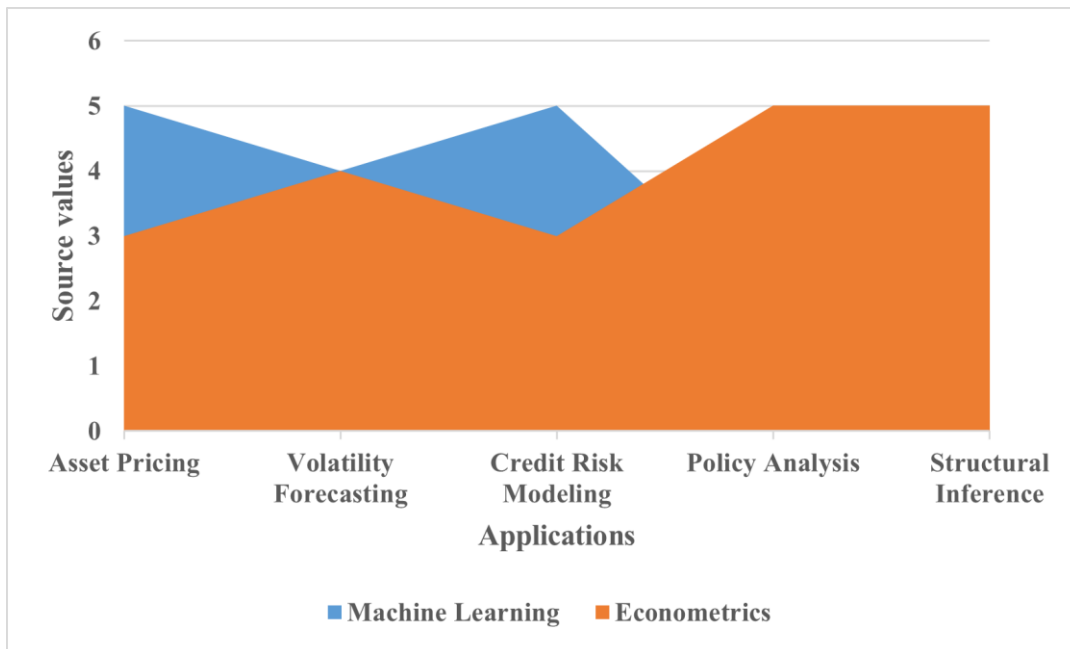 6
5
4
3
2
1
0
Source values
Asset Pricing
Volatility
Forecasting
Credit Risk
Modeling
Policy Analysis
Structural
Inference
Applications
Machine Learning
Econometrics